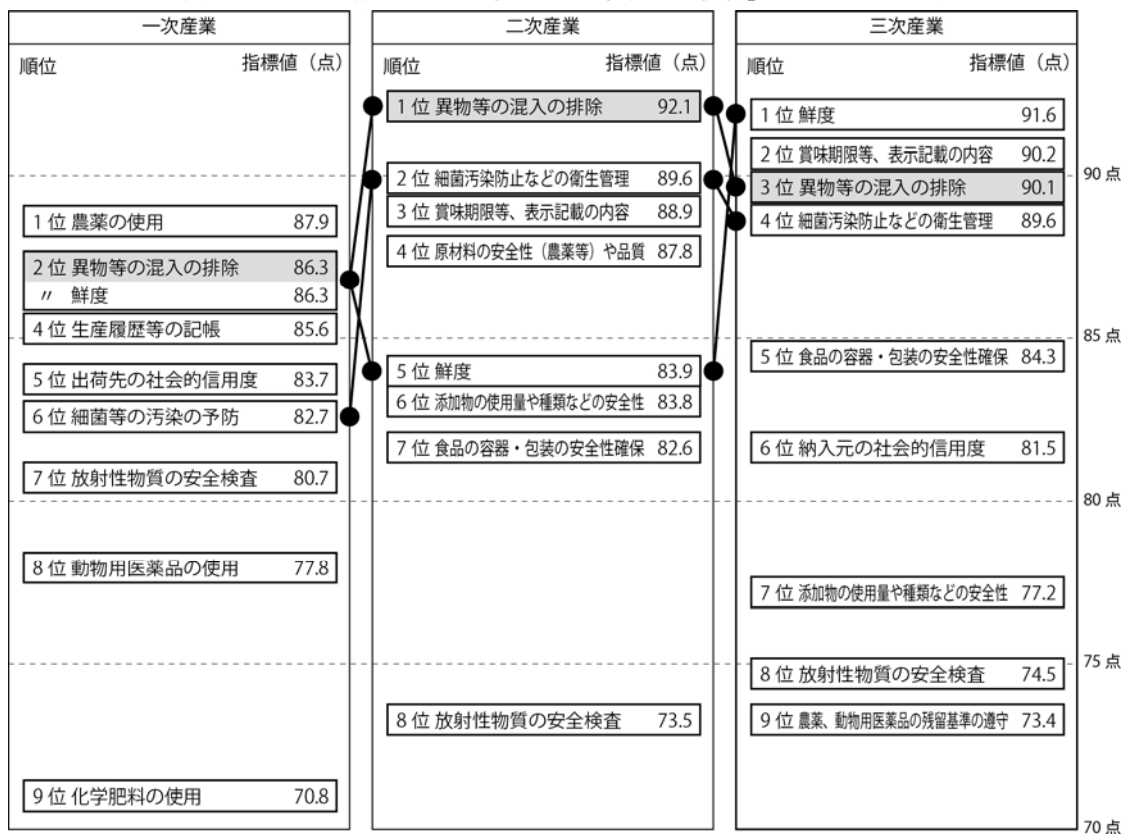 一次産業
順位 指標値（点）
1 位 農薬の使用 87.9
2 位 異物等の混入の排除 86.3
〃 鮮度 86.3
4 位 生産履歴等の記帳 85.6
5 位 出荷先の社会的信用度 83.7
6 位 細菌等の汚染の予防 82.7
7 位 放射性物質の安全検査 80.7
8 位 動物用医薬品の使用 77.8
9 位 化学肥料の使用 70.8
二次産業
順位 指標値（点）
1 位 異物等の混入の排除 92.1
2 位 細菌汚染防止などの衛生管理 89.6
3 位 賞味期限等、表示記載の内容 88.9
4 位 原材料の安全性（農薬等）や品質 87.8
5 位 鮮度 83.9
6 位 添加物の使用量や種類などの安全性 83.8
7 位 食品の容器・包装の安全性確保 82.6
8 位 放射性物質の安全検査 73.5
三次産業
順位 指標値（点）
1 位 鮮度 91.6
2 位 賞味期限等、表示記載の内容 90.2
3 位 異物等の混入の排除 90.1
4 位 細菌汚染防止などの衛生管理 89.6
5 位 食品の容器・包装の安全性確保 84.3
6 位 納入元の社会的信用度 81.5
7 位 添加物の使用量や種類などの安全性 77.2
8 位 放射性物質の安全検査 74.5
9 位 農薬、動物用医薬品の残留基準の遵守 73.4
90 点
85 点
80 点
75 点
70 点